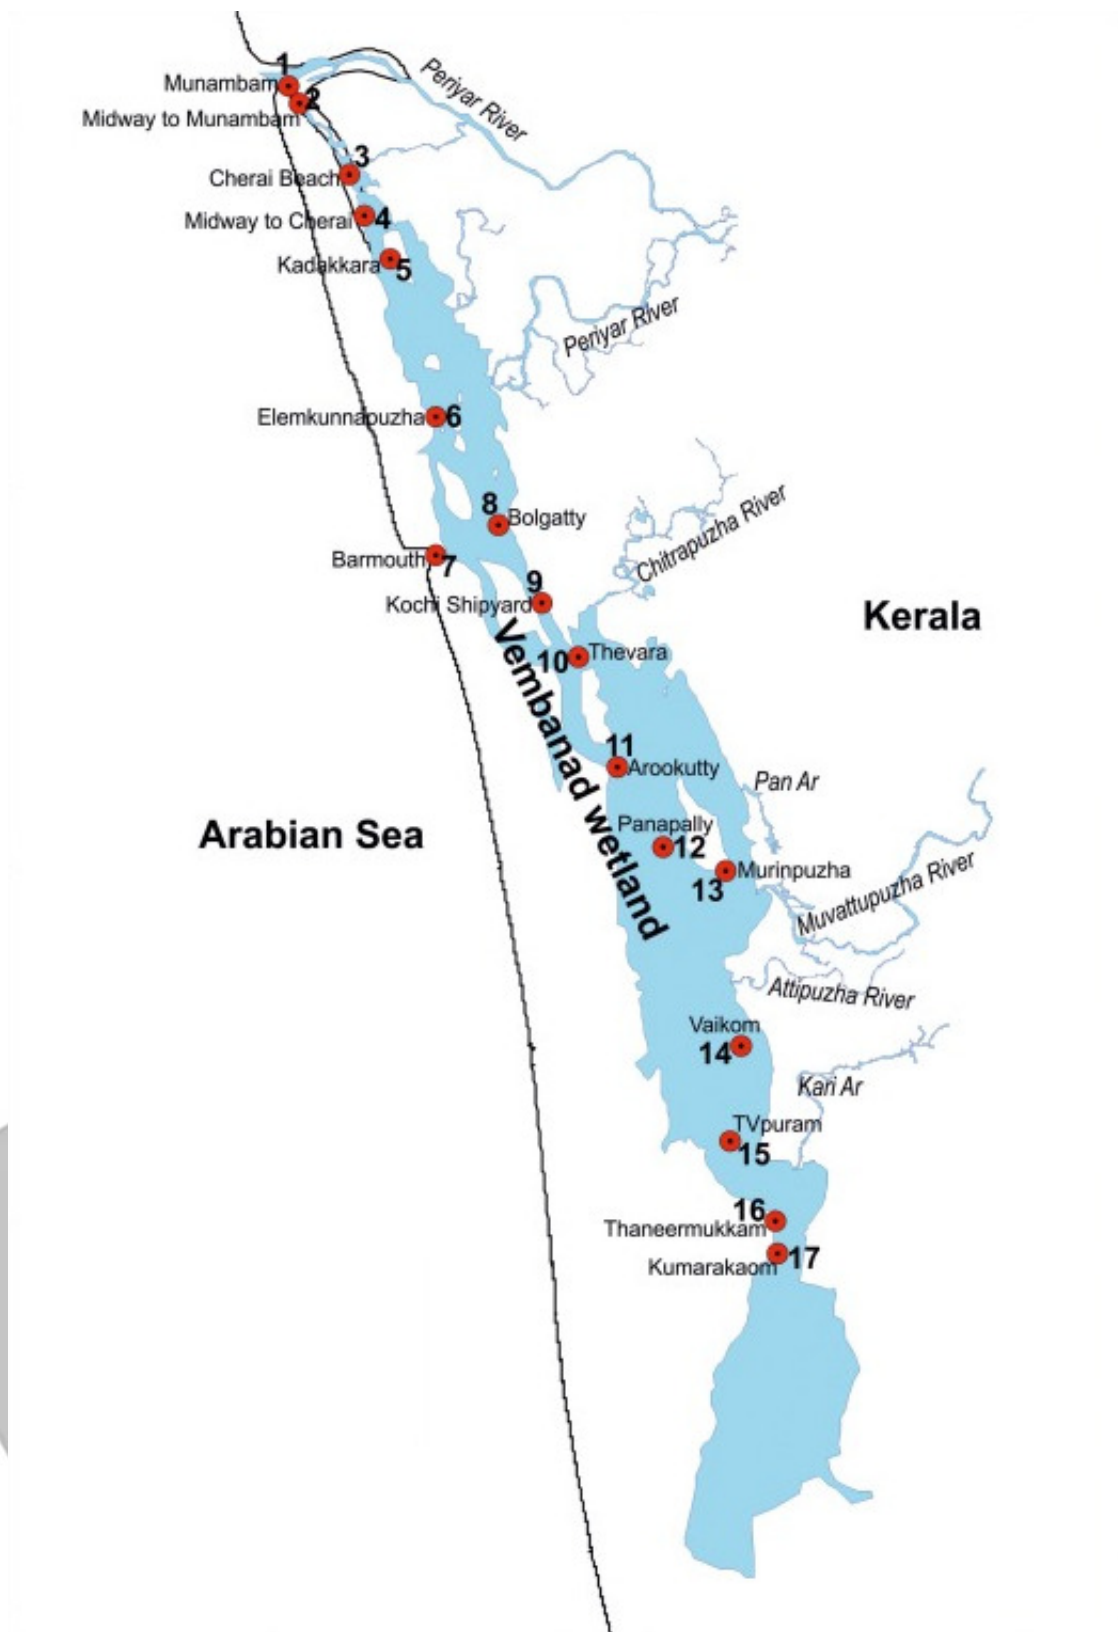 1
Munambam
2
Midway to Munambam
Periyar River
3
Cherai Beach
Midway to Cherai
4
Kadakkara
5
Periyar River
Elemkunnapuzha
6
8
Bolgatty
Chitrapuzha River
Barmouth
7
9
Kochi Shipyard
Kerala
10
Thevara
Vembanad wetland
11
Arookutty
Pan Ar
Arabian Sea
Panapally
12
Murinpuzha
13
Muvattupuzha River
Attipuzha River
Vaikom
14
Kari Ar
TVpuram
15
16
Thaneermukkam
17
Kumarakaom